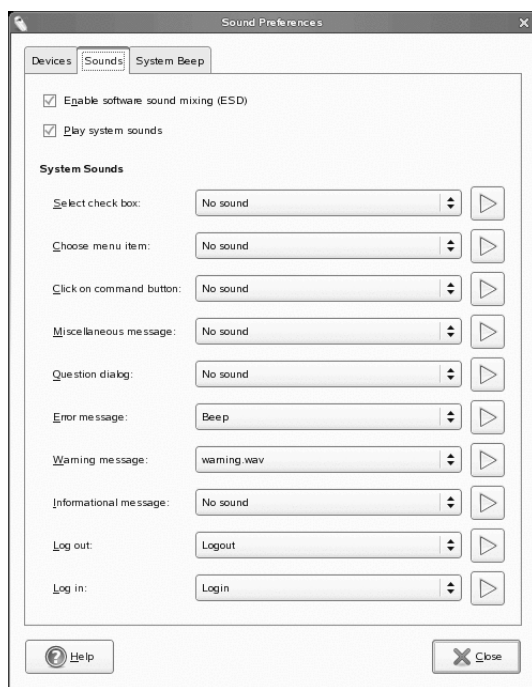 Sound Preferences
Devices Sounds System Beep
Enable software sound mixing (ESD)
Play system sounds
System Sounds
Select check box: No sound
Choose menu item: No sound
Click on command button: No sound
Miscellaneous message: No sound
Question dialog: No sound
Error message: Beep
Warning message: warning.wav
Informational message: No sound
Log out: Logout
Log in: Login
Help Close